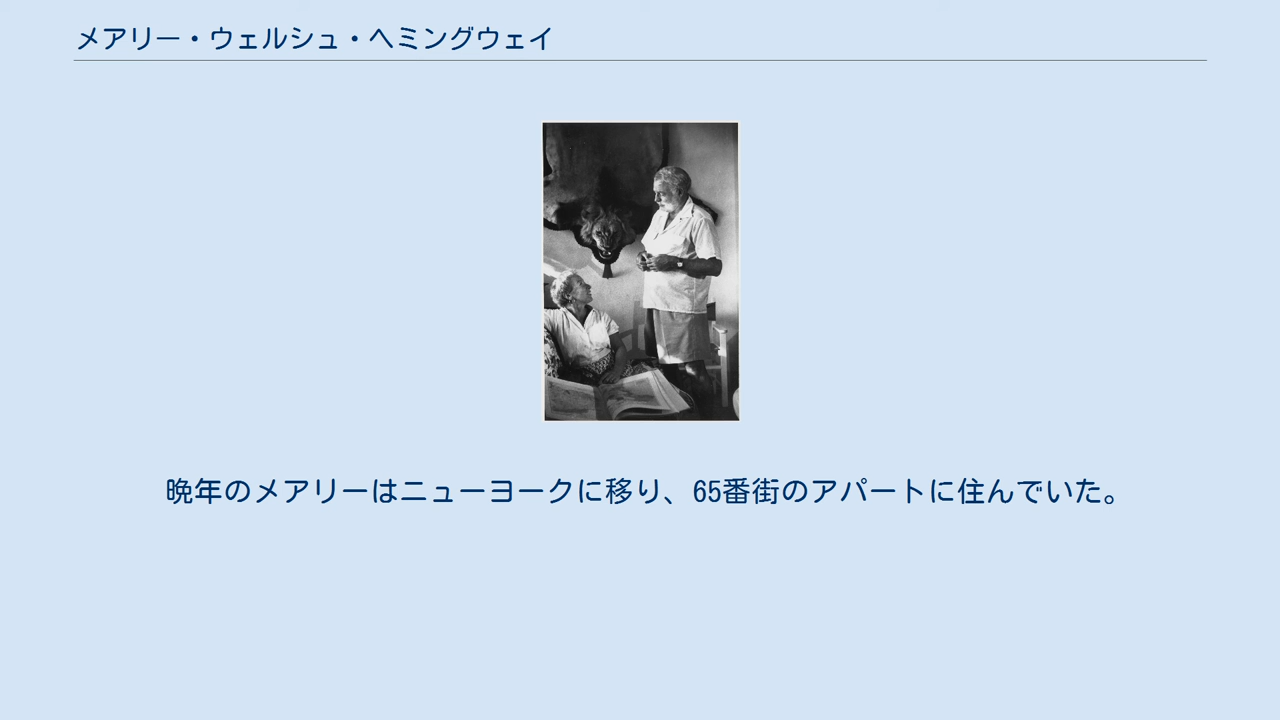 メアリー・ウェルシュ・ヘミングウェイ
晩年のメアリーはニューヨークに移り、65番街のアパートに住んでいた。